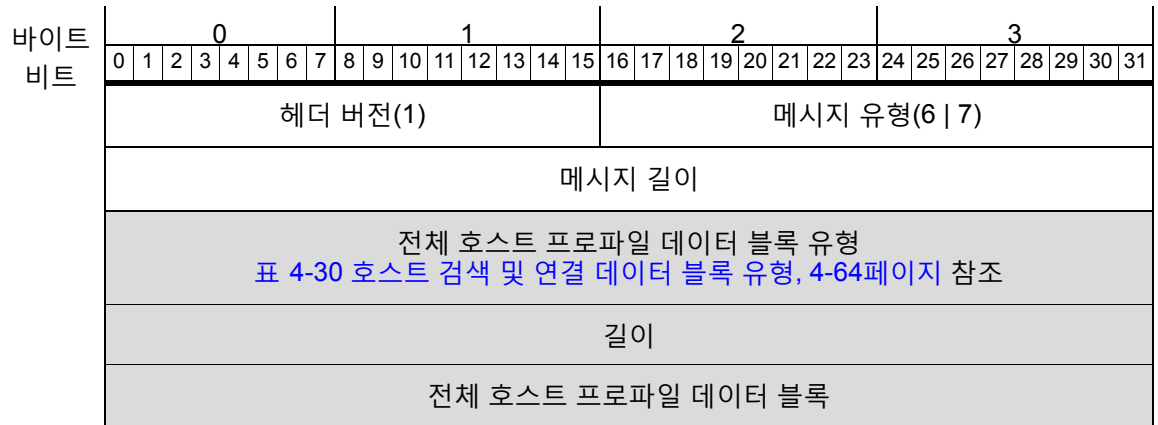 바이트 0 1 2 3
비트 0 1 2 3 4 5 6 7 8 9 10 11 12 13 14 15 16 17 18 19 20 21 22 23 24 25 26 27 28 29 30 31
헤더 버전(1) 메시지 유형(6 | 7)
메시지 길이
전체 호스트 프로파일 데이터 블록 유형
표 4-30 호스트 검색 및 연결 데이터 블록 유형, 4-64페이지 참조
길이
전체 호스트 프로파일 데이터 블록